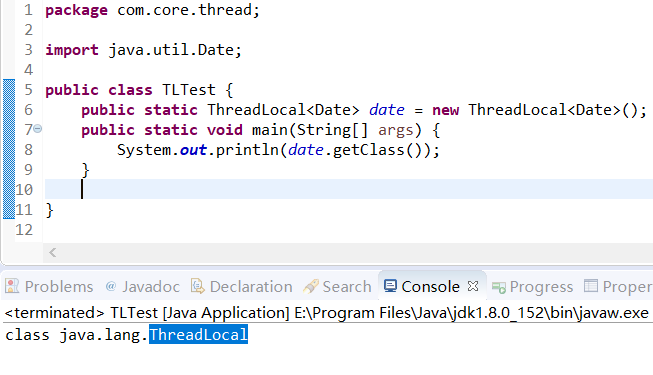 1 package com.core.thread;
2
3 import java.util.Date;
4
5 public class TLTest {
6 public static ThreadLocal<Date> date = new ThreadLocal<Date>();
7 public static void main(String[] args) {
8 System.out.println(date.getClass());
9 }
10
11 }
12
Problems @ Javadoc Declaration Search Console Progress Proper
<terminated> TLTest [Java Application] E:\Program Files\Java\jdk1.8.0_152\bin\javaw.exe
class java.lang.ThreadLocal